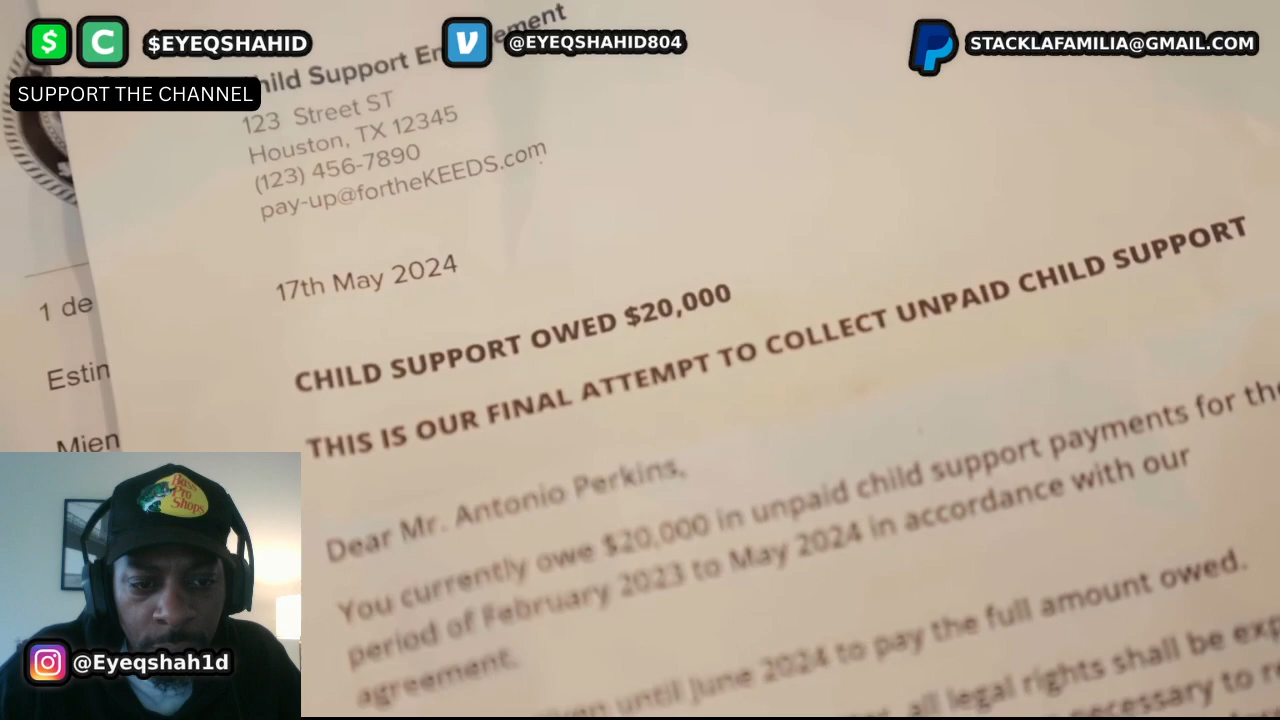 $EYEQSHAHID
@EYEQSHAHID804
STACKLAFAMILIA@GMAIL.COM
SUPPORT THE CHANNEL
Child Support
123 Street ST
Houston, TX 12345
(123) 456-7890
pay-up@fortheKEEDS.com
17th May 2024
CHILD SUPPORT OWED $20,000
THIS IS OUR FINAL ATTEMPT TO COLLECT UNPAID CHILD SUPPORT
Dear Mr. Antonio Perkins,
You currently owe $20,000 in unpaid child support payments for the
period of February 2023 to May 2024 in accordance with our
agreement.
until June 2024 to pay the full amount owed.
all legal rights shall be
necessary to
1 de
Estin
Mien
Bass
Pro
Shops
@Eyeqshah1d